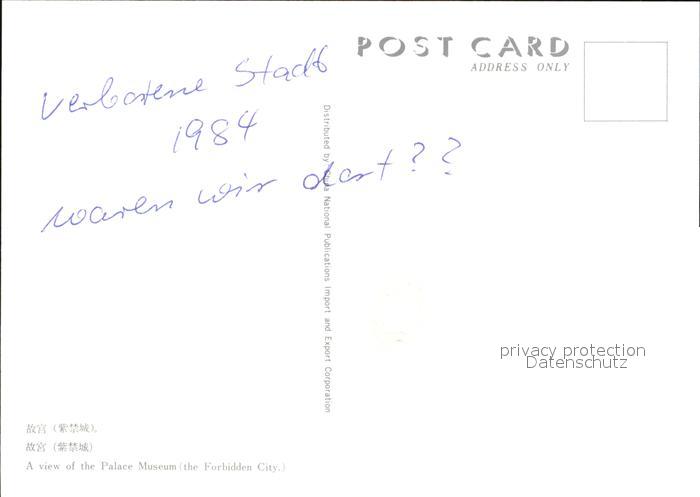 POST CARD
ADDRESS ONLY
Verbotene Stadt
1984
waren wir dort??
Distributed by China National Publications Import and Export Corporation
privacy protection
Datenschutz
故宫（紫禁城）。
故宮（紫禁城）
A view of the Palace Museum (the Forbidden City.)